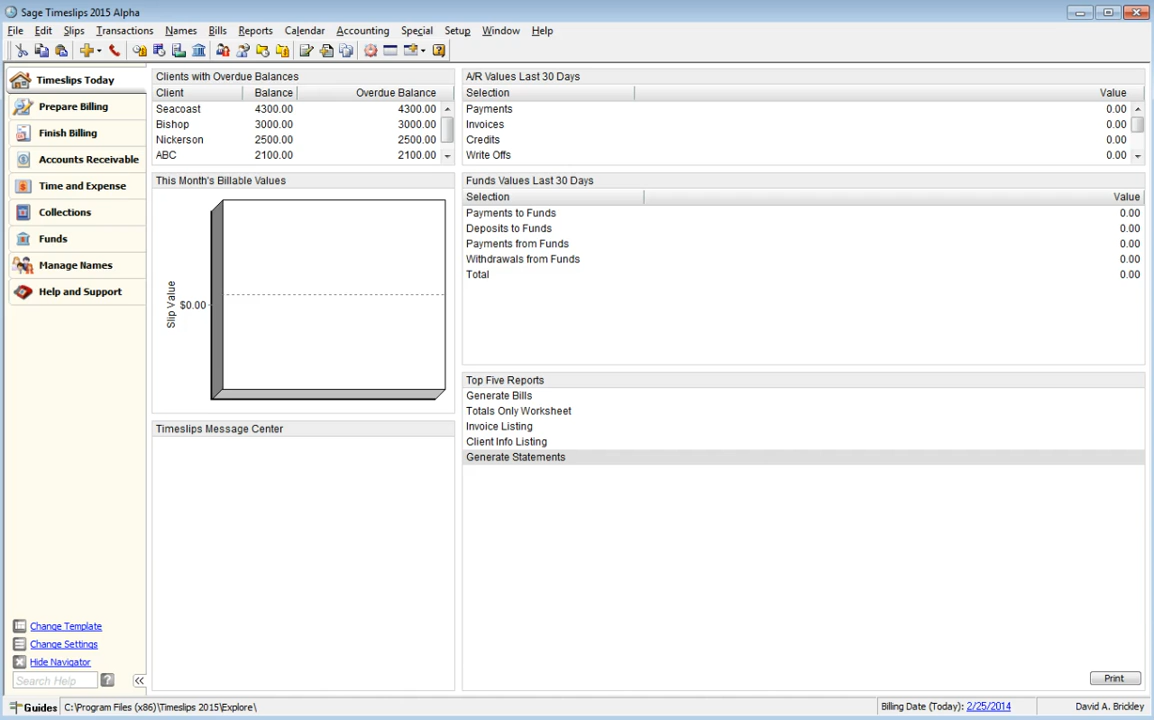 Sage Timeslips 2015 Alpha
File Edit Slips Transactions Names Bills Reports Calendar Accounting Special Setup Window Help
Timeslips Today
Prepare Billing
Finish Billing
Accounts Receivable
Time and Expense
Collections
Funds
Manage Names
Help and Support
Change Template
Change Settings
Hide Navigator
Search Help ? <<
Clients with Overdue Balances
Client Balance Overdue Balance
Seacoast 4300.00 4300.00
Bishop 3000.00 3000.00
Nickerson 2500.00 2500.00
ABC 2100.00 2100.00
This Month's Billable Values
Slip Value
$0.00
Timeslips Message Center
A/R Values Last 30 Days
Selection Value
Payments 0.00
Invoices 0.00
Credits 0.00
Write Offs 0.00
Funds Values Last 30 Days
Selection Value
Payments to Funds 0.00
Deposits to Funds 0.00
Payments from Funds 0.00
Withdrawals from Funds 0.00
Total 0.00
Top Five Reports
Generate Bills
Totals Only Worksheet
Invoice Listing
Client Info Listing
Generate Statements
Print
Guides C:\Program Files (x86)\Timeslips 2015\Explore\ Billing Date (Today): 2/25/2014 David A. Brickley